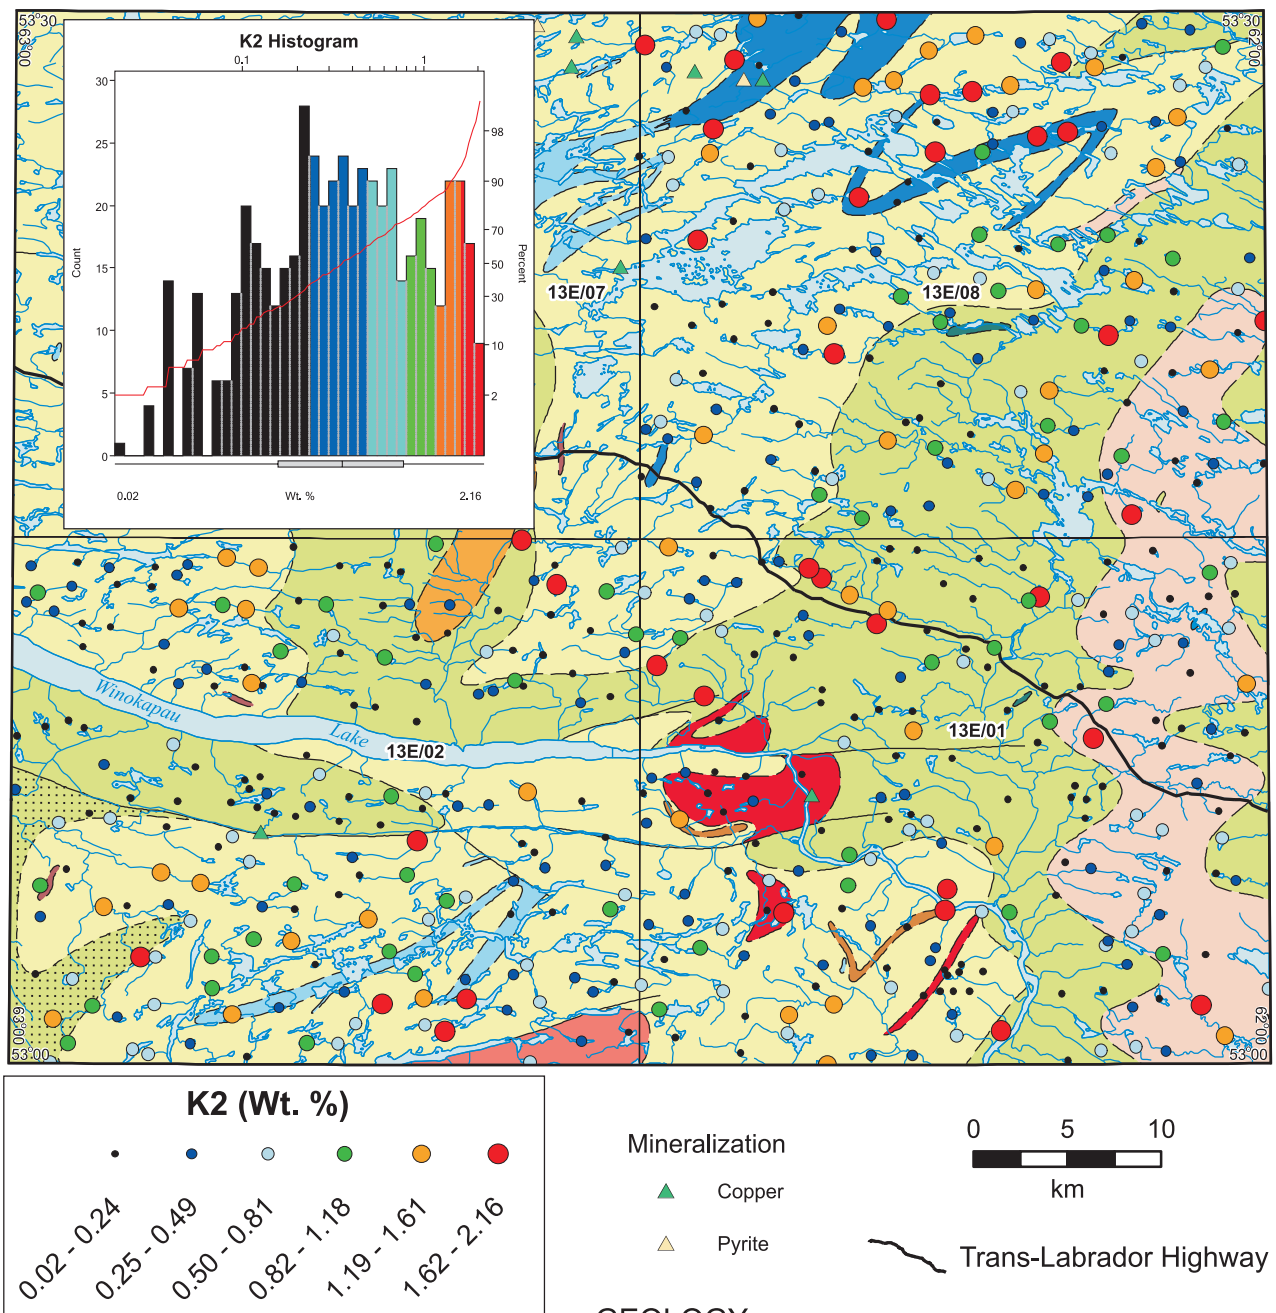 53°30'
63°00'
53°30'
62°00'
K2 Histogram
0.1
1
30
25
20
15
10
5
0
Count
98
90
70
50
30
10
2
Percent
0.02
Wt. %
2.16
13E/07
13E/08
Winokapau
Lake
13E/02
13E/01
63°00'
53°00'
62°00'
53°00'
K2 (Wt. %)
0.02 - 0.24
0.25 - 0.49
0.50 - 0.81
0.82 - 1.18
1.19 - 1.61
1.62 - 2.16
Mineralization
Copper
Pyrite
0 5 10
km
Trans-Labrador Highway
GEOLOGY